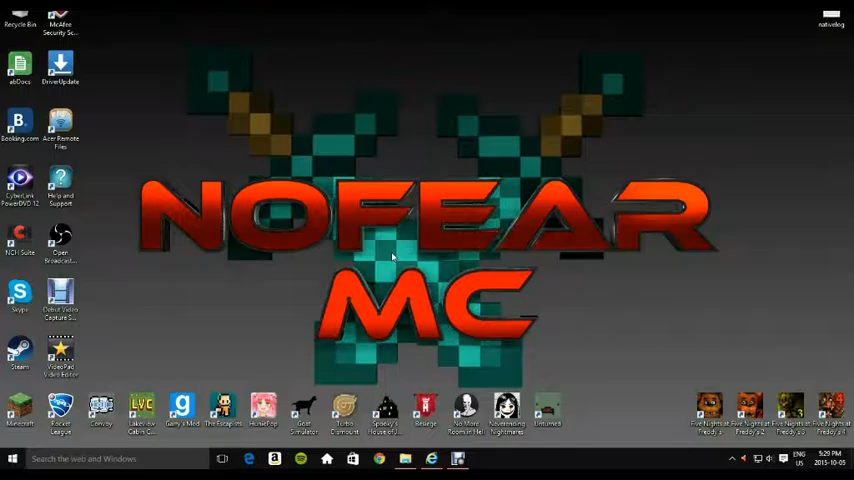 Recycle Bin
McAfee
Security Sc...
nativelog
abDocs
DriverUpdate
Booking.com
Acer Remote
Files
CyberLink
PowerDVD 12
Help and
Support
NCH Suite
Open
Broadcast...
Skype
Debut Video
Capture S...
Steam
VideoPad
Video Editor
NOFEAR
MC
Minecraft
Rocket
League
Convoy
LVC
Lakeview
Cabin C...
Garry's Mod
The Escapists
HuniePop
Goat
Simulator
Turbo
Dismount
Spooky's
House of J...
Besiege
No More
Room in Hell
Neverending
Nightmares
Unturned
Five Nights at
Freddy's
Five Nights at
Freddy's 2
Five Nights at
Freddy's 3
Five Nights at
Freddy's 4
Search the web and Windows
ENG
US
5:29 PM
2015-10-05